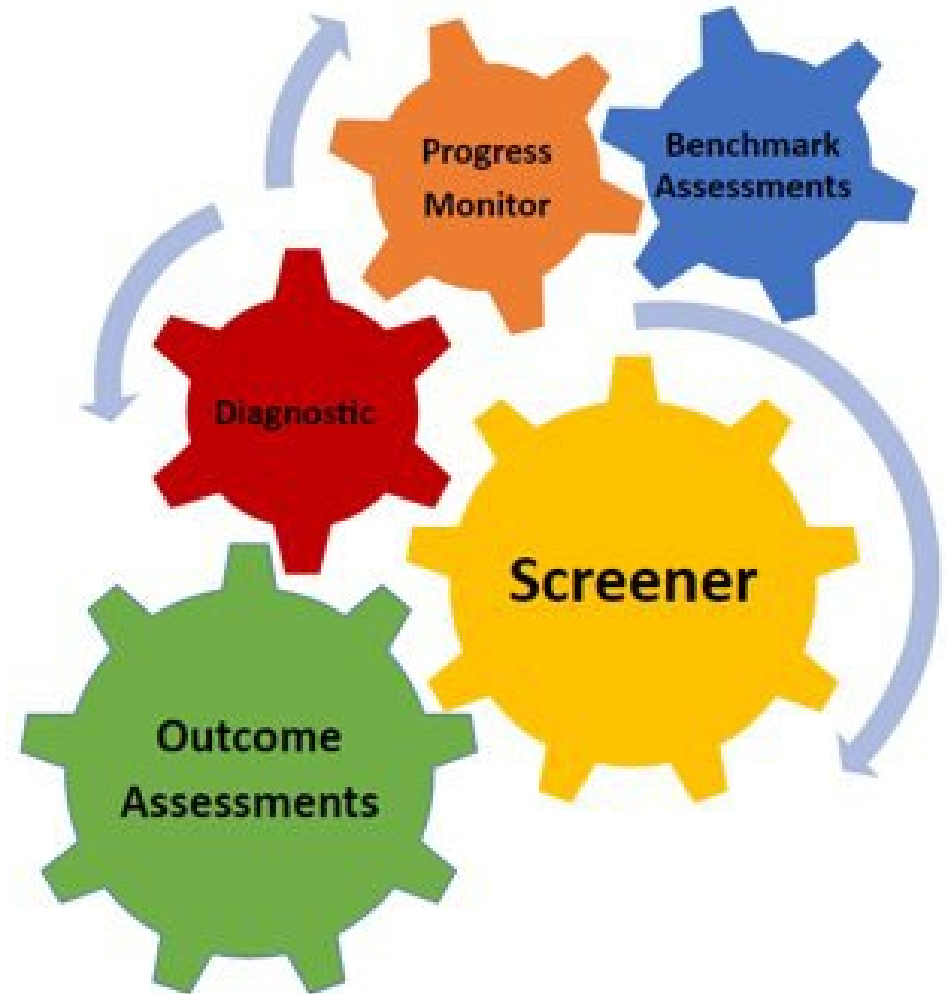 Progress
Monitor
Benchmark
Assessments
Diagnostic
Screener
Outcome
Assessments